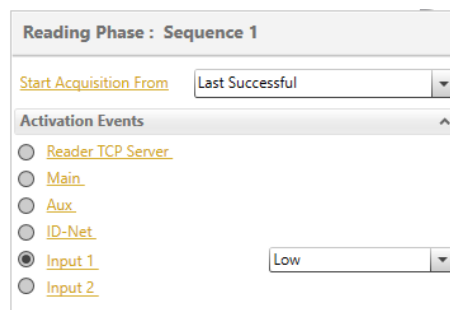 Reading Phase : Sequence 1
Start Acquisition From Last Successful
Activation Events
Reader TCP Server
Main
Aux
ID-Net
Input 1 Low
Input 2